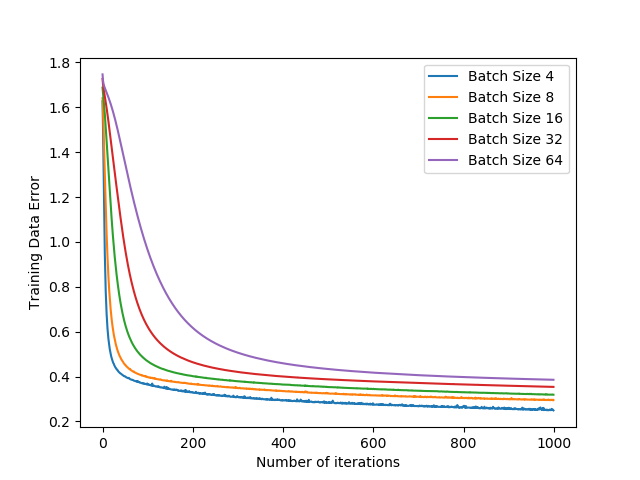 1.8
1.6
1.4
1.2
1.0
0.8
0.6
0.4
0.2
Training Data Error
0 200 400 600 800 1000
Number of iterations
Batch Size 4
Batch Size 8
Batch Size 16
Batch Size 32
Batch Size 64